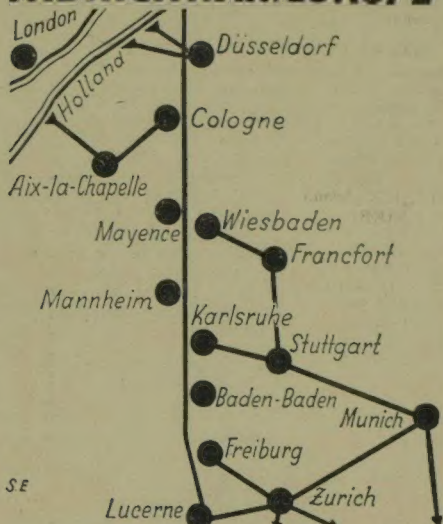 London
Düsseldorf
Holland
Cologne
Aix-la-Chapelle
Mayence
Wiesbaden
Francfort
Mannheim
Karlsruhe
Stuttgart
Baden-Baden
Munich
Freiburg
S.E
Zurich
Lucerne